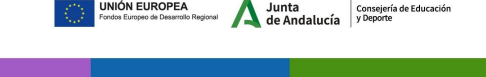 UNIÓN EUROPEA
Fondos Europeo de Desarrollo Regional
Junta
de Andalucía
Consejería de Educación
y Deporte